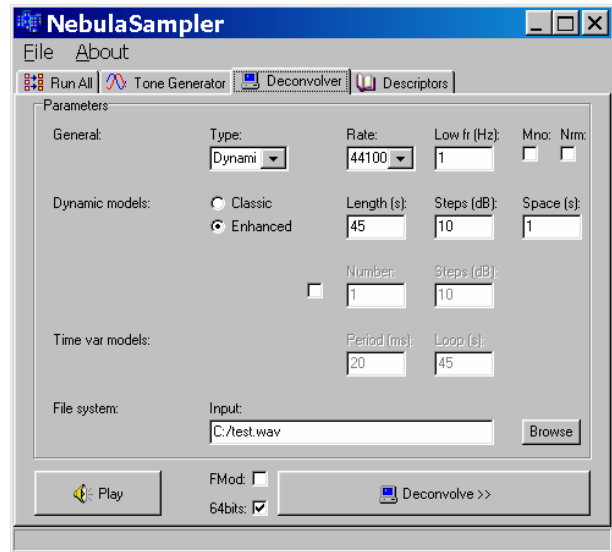 NebulaSampler
File About
Run All Tone Generator Deconvolver Descriptors
Parameters
General: Type: Rate: Low fr (Hz): Mno: Nrm:
Dynami 44100 1
Dynamic models: Classic Length (s): Steps (dB): Space (s):
Enhanced 45 10 1
Number: Steps (dB):
1 10
Time var models: Period (ms): Loop (s):
20 45
File system: Input:
C:/test.wav Browse
Play FMod: Deconvolve >>
64bits: